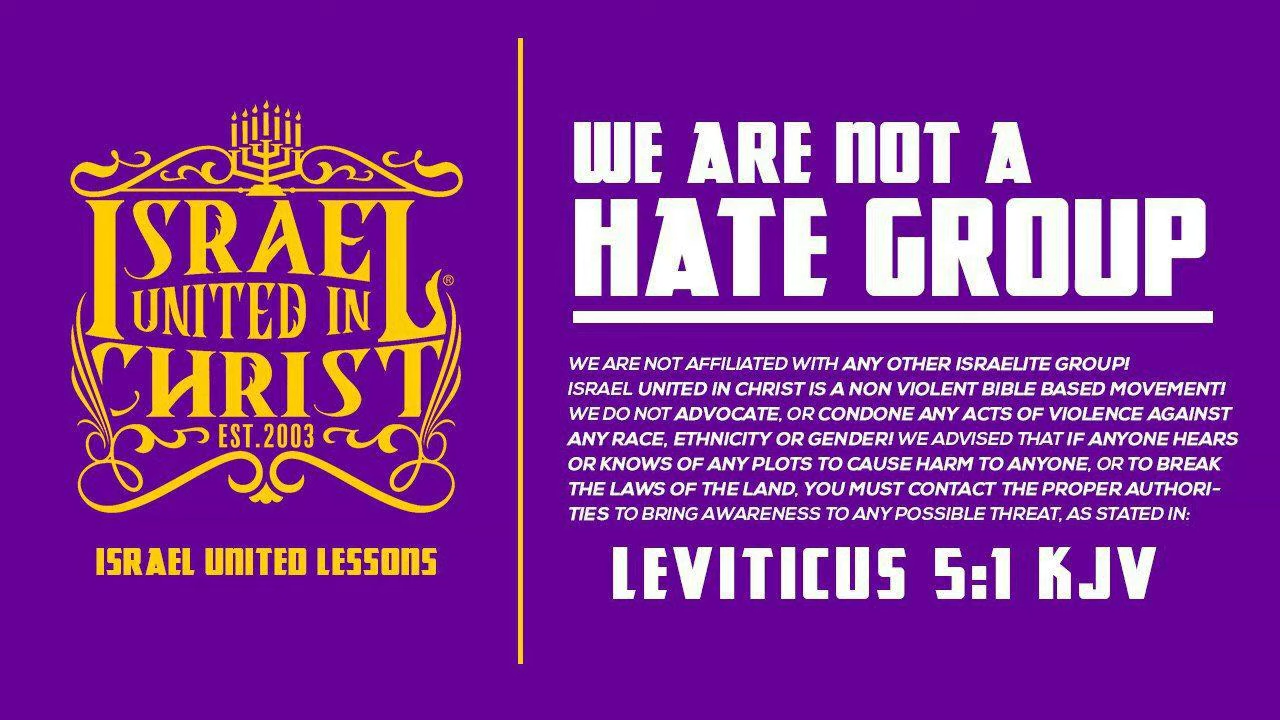 ISRAEL
UNITED IN
CHRIST
EST.2003
®
ISRAEL UNITED LESSONS
WE ARE NOT A
HATE GROUP
WE ARE NOT AFFILIATED WITH ANY OTHER ISRAELITE GROUP!
ISRAEL UNITED IN CHRIST IS A NON VIOLENT BIBLE BASED MOVEMENT!
WE DO NOT ADVOCATE, OR CONDONE ANY ACTS OF VIOLENCE AGAINST
ANY RACE, ETHNICITY OR GENDER! WE ADVISED THAT IF ANYONE HEARS
OR KNOWS OF ANY PLOTS TO CAUSE HARM TO ANYONE, OR TO BREAK
THE LAWS OF THE LAND, YOU MUST CONTACT THE PROPER AUTHORI-
TIES TO BRING AWARENESS TO ANY POSSIBLE THREAT, AS STATED IN:
LEVITICUS 5:1 KJV